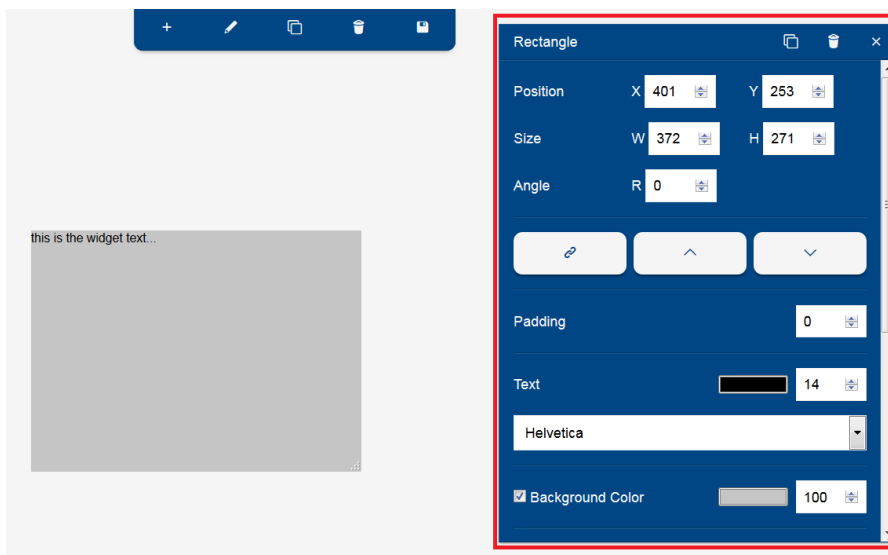 Rectangle
Position X 401 Y 253
Size W 372 H 271
Angle R 0
this is the widget text...
Padding 0
Text 14
Helvetica
Background Color 100